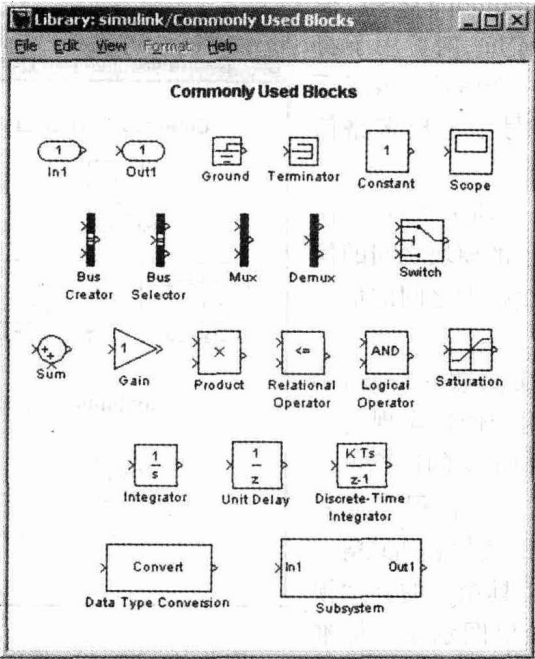 Library: simulink/Commonly Used Blocks
File Edit View Format Help
Commonly Used Blocks
1 1 1
In1 Out1 Ground Terminator Constant Scope
Bus Creator Bus Selector Mux Demux Switch
1 × <= AND
Sum Gain Product Relational Operator Logical Operator Saturation
1/s 1/z K Ts/z-1
Integrator Unit Delay Discrete-Time Integrator
Convert In1 Out1
Data Type Conversion Subsystem